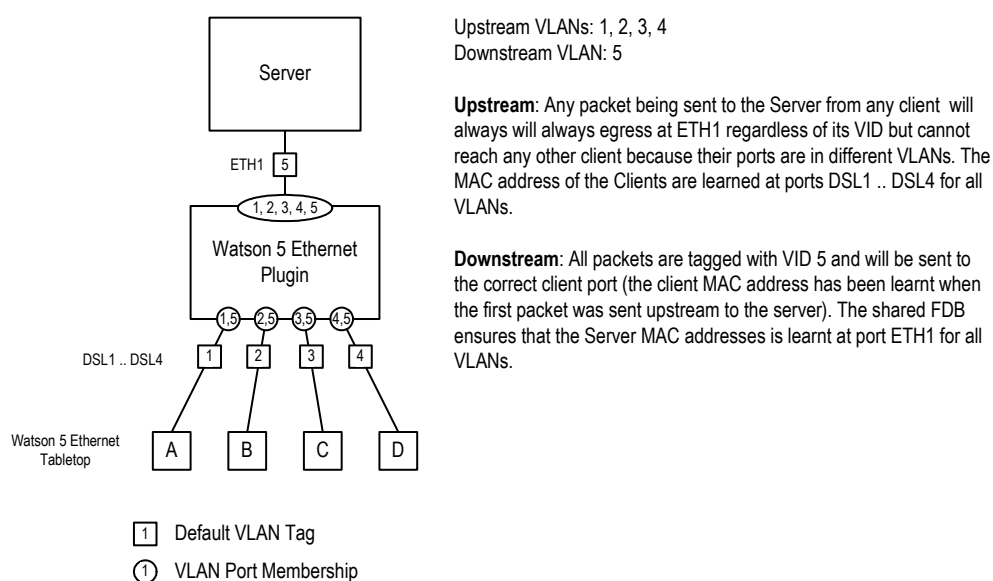 Server
ETH1 5
1, 2, 3, 4, 5
Watson 5 Ethernet
Plugin
1,5 2,5 3,5 4,5
DSL1 .. DSL4 1 2 3 4
Watson 5 Ethernet
Tabletop
A B C D
1 Default VLAN Tag
1 VLAN Port Membership
Upstream VLANs: 1, 2, 3, 4
Downstream VLAN: 5
Upstream: Any packet being sent to the Server from any client will
always will always egress at ETH1 regardless of its VID but cannot
reach any other client because their ports are in different VLANs. The
MAC address of the Clients are learned at ports DSL1 .. DSL4 for all
VLANs.
Downstream: All packets are tagged with VID 5 and will be sent to
the correct client port (the client MAC address has been learnt when
the first packet was sent upstream to the server). The shared FDB
ensures that the Server MAC addresses is learnt at port ETH1 for all
VLANs.